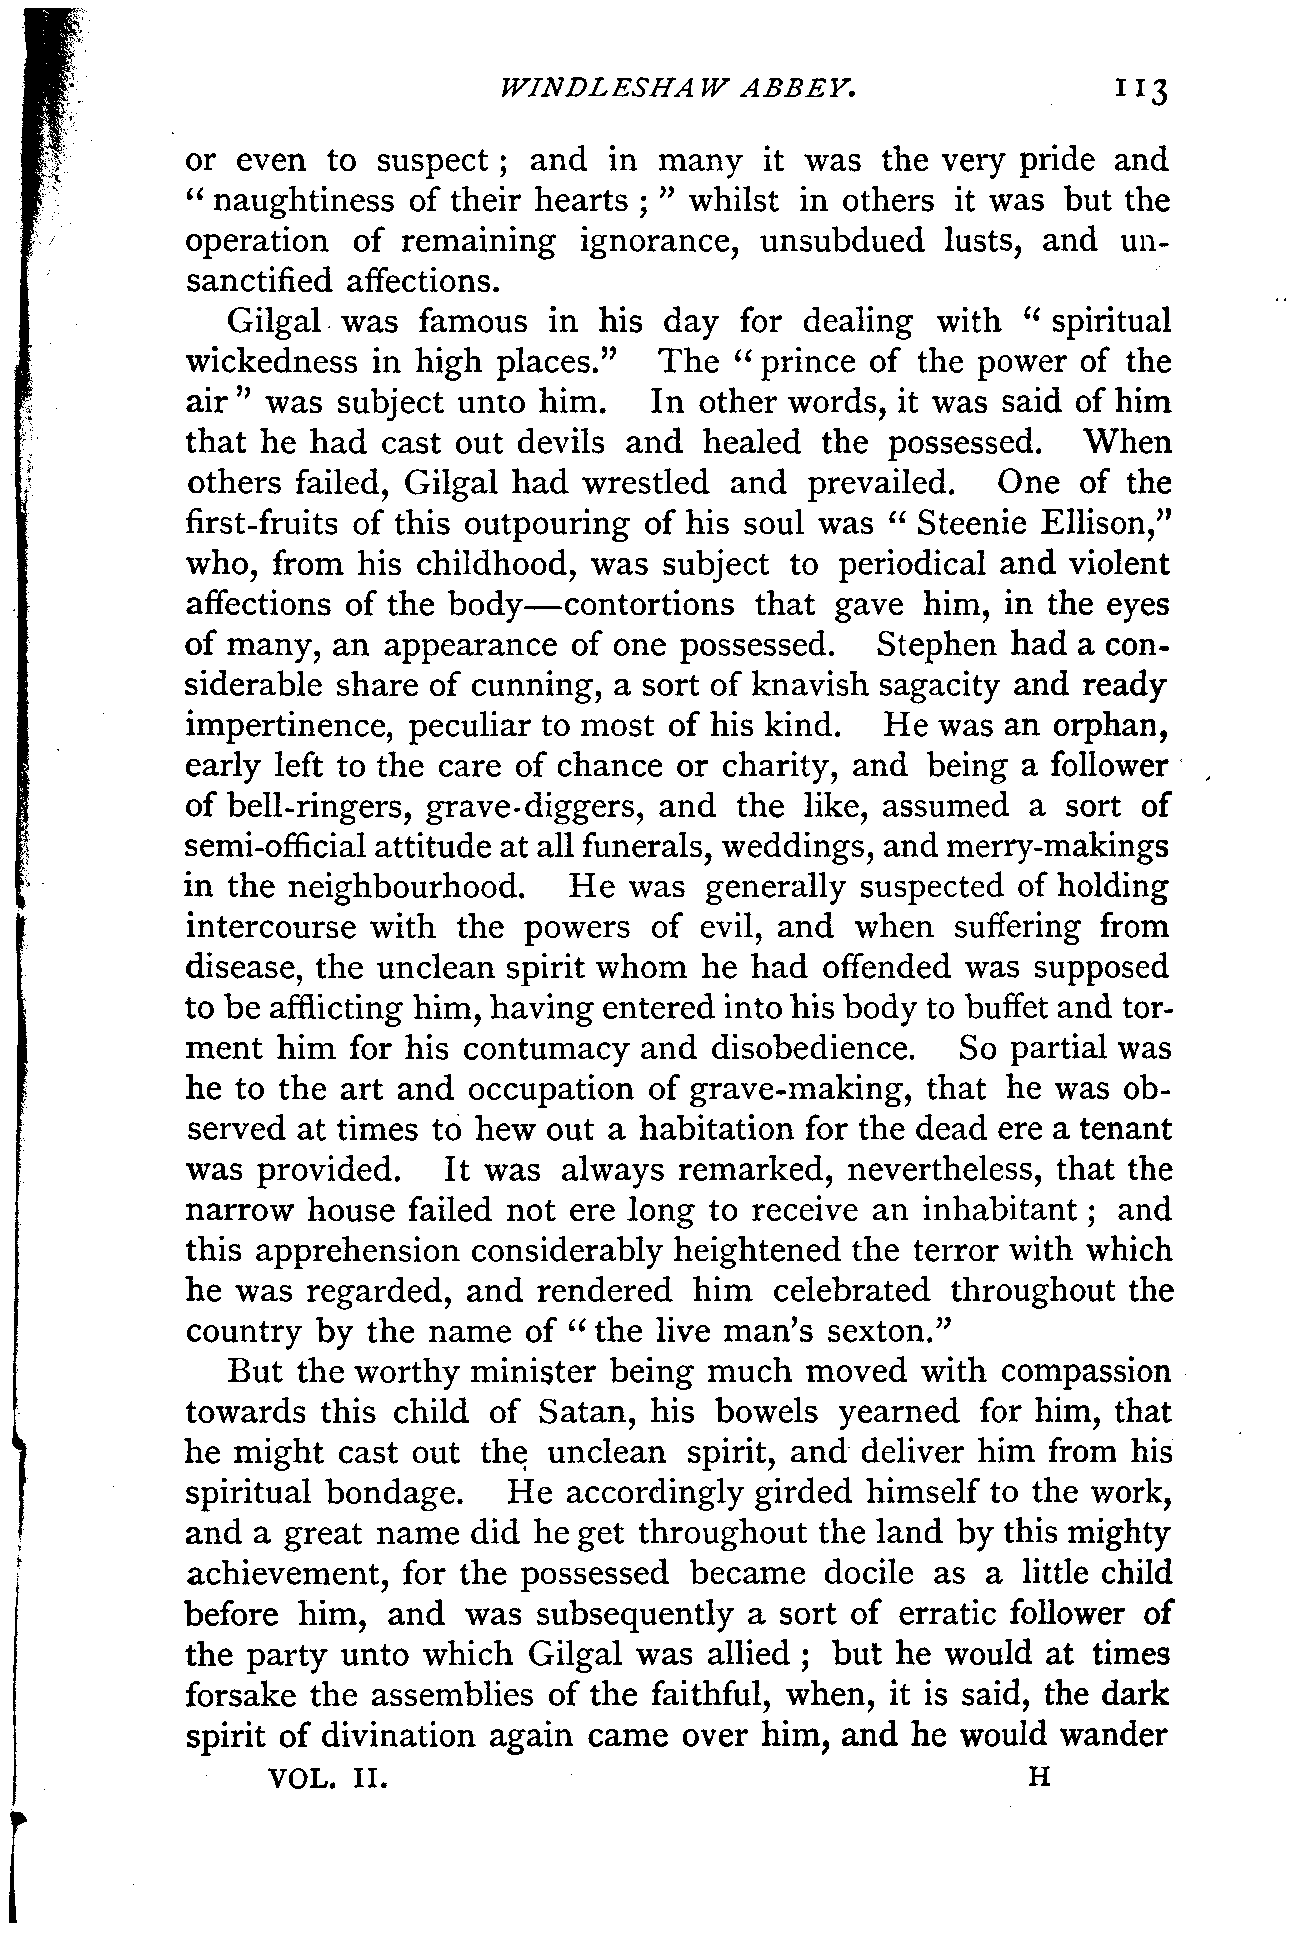 WINDLESHAW ABBEY. 113
or even to suspect ; and in many it was the very pride and
“ naughtiness of their hearts ; ” whilst in others it was but the
operation of remaining ignorance, unsubdued lusts, and un-
sanctified affections.
Gilgal was famous in his day for dealing with “ spiritual
wickedness in high places.” The “ prince of the power of the
air ” was subject unto him. In other words, it was said of him
that he had cast out devils and healed the possessed. When
others failed, Gilgal had wrestled and prevailed. One of the
first-fruits of this outpouring of his soul was “ Steenie Ellison,”
who, from his childhood, was subject to periodical and violent
affections of the body—contortions that gave him, in the eyes
of many, an appearance of one possessed. Stephen had a con-
siderable share of cunning, a sort of knavish sagacity and ready
impertinence, peculiar to most of his kind. He was an orphan,
early left to the care of chance or charity, and being a follower
of bell-ringers, grave-diggers, and the like, assumed a sort of
semi-official attitude at all funerals, weddings, and merry-makings
in the neighbourhood. He was generally suspected of holding
intercourse with the powers of evil, and when suffering from
disease, the unclean spirit whom he had offended was supposed
to be afflicting him, having entered into his body to buffet and tor-
ment him for his contumacy and disobedience. So partial was
he to the art and occupation of grave-making, that he was ob-
served at times to hew out a habitation for the dead ere a tenant
was provided. It was always remarked, nevertheless, that the
narrow house failed not ere long to receive an inhabitant ; and
this apprehension considerably heightened the terror with which
he was regarded, and rendered him celebrated throughout the
country by the name of “ the live man’s sexton.”
But the worthy minister being much moved with compassion
towards this child of Satan, his bowels yearned for him, that
he might cast out the unclean spirit, and deliver him from his
spiritual bondage. He accordingly girded himself to the work,
and a great name did he get throughout the land by this mighty
achievement, for the possessed became docile as a little child
before him, and was subsequently a sort of erratic follower of
the party unto which Gilgal was allied ; but he would at times
forsake the assemblies of the faithful, when, it is said, the dark
spirit of divination again came over him, and he would wander
VOL. II. H